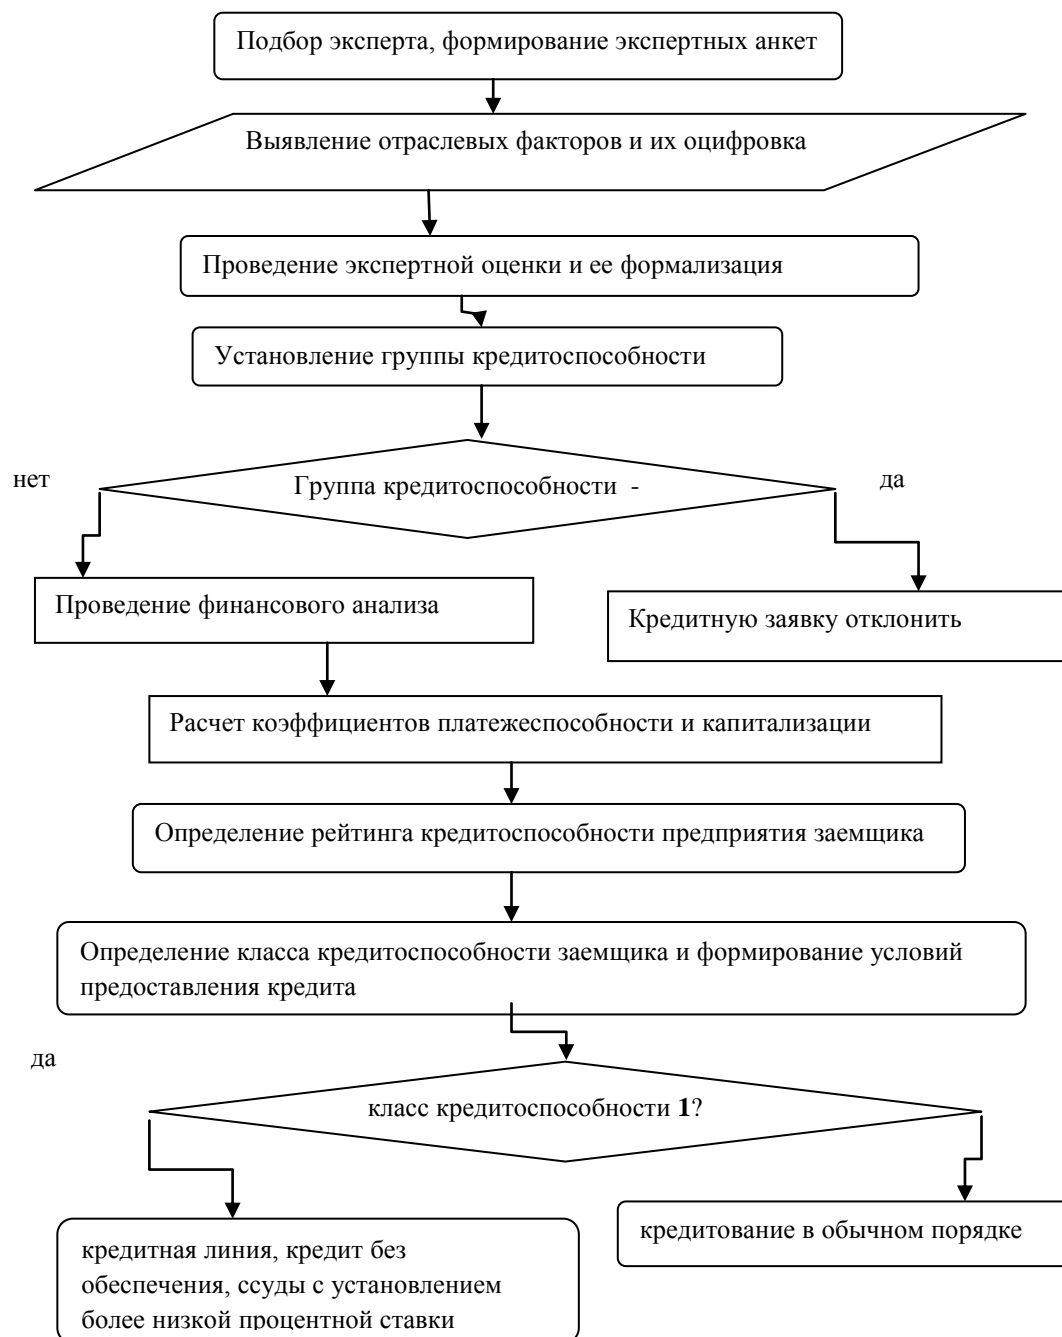 Подбор эксперта, формирование экспертных анкет
Выявление отраслевых факторов и их оцифровка
Проведение экспертной оценки и ее формализация
Установление группы кредитоспособности
нет
Группа кредитоспособности -
да
Проведение финансового анализа
Кредитную заявку отклонить
Расчет коэффициентов платежеспособности и капитализации
Определение рейтинга кредитоспособности предприятия заемщика
Определение класса кредитоспособности заемщика и формирование условий
предоставления кредита
да
класс кредитоспособности 1?
кредитование в обычном порядке
кредитная линия, кредит без
обеспечения, ссуды с установлением
более низкой процентной ставки